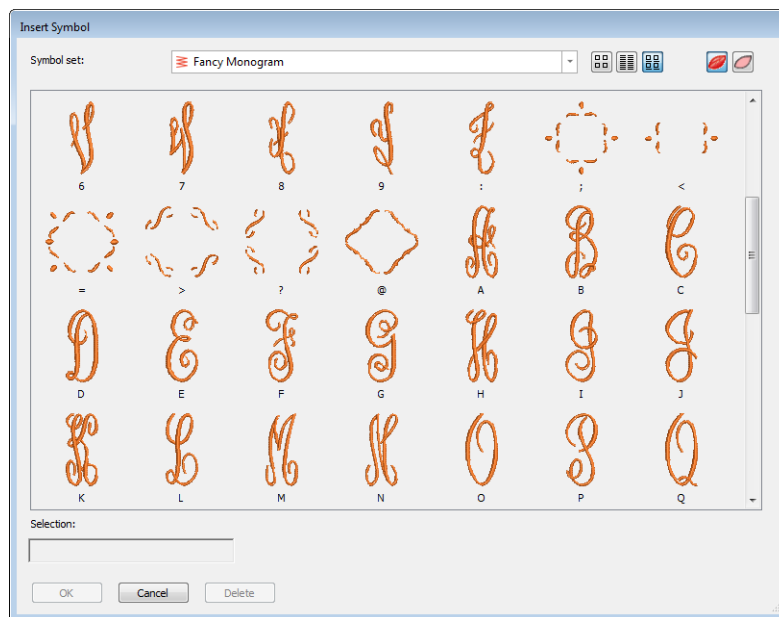 Insert Symbol
Symbol set:
Fancy Monogram
6 7 8 9 : ; <
= > ? @ A B C
D E F G H I J
K L M N O P Q
Selection:
OK Cancel Delete